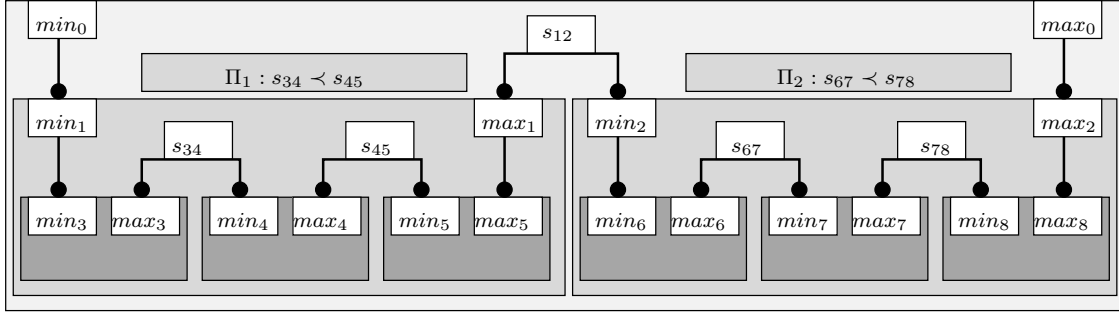 min₀ s₁₂ max₀
Π₁ : s₃₄ ≺ s₄₅ Π₂ : s₆₇ ≺ s₇₈
min₁ max₁ min₂ max₂
s₃₄ s₄₅ s₆₇ s₇₈
min₃ max₃ min₄ max₄ min₅ max₅ min₆ max₆ min₇ max₇ min₈ max₈